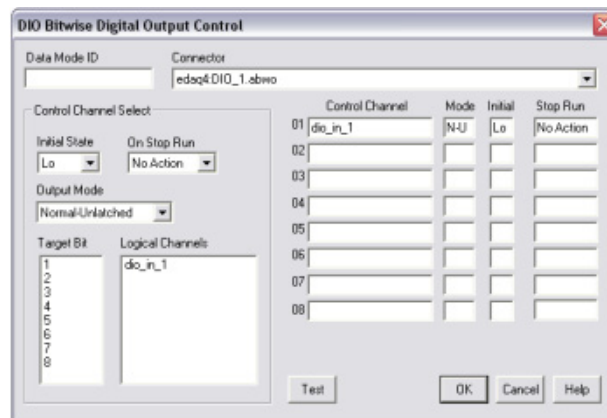 DIO Bitwise Digital Output Control
Data Mode ID
Connector
edaq4:DIO_1.abwo
Control Channel Select
Initial State
On Stop Run
Lo
No Action
Output Mode
Normal-Unlatched
Target Bit
Logical Channels
1
2
3
4
5
6
7
8
dio_in_1
Control Channel Mode Initial Stop Run
01 dio_in_1 N-U Lo No Action
02
03
04
05
06
07
08
Test OK Cancel Help